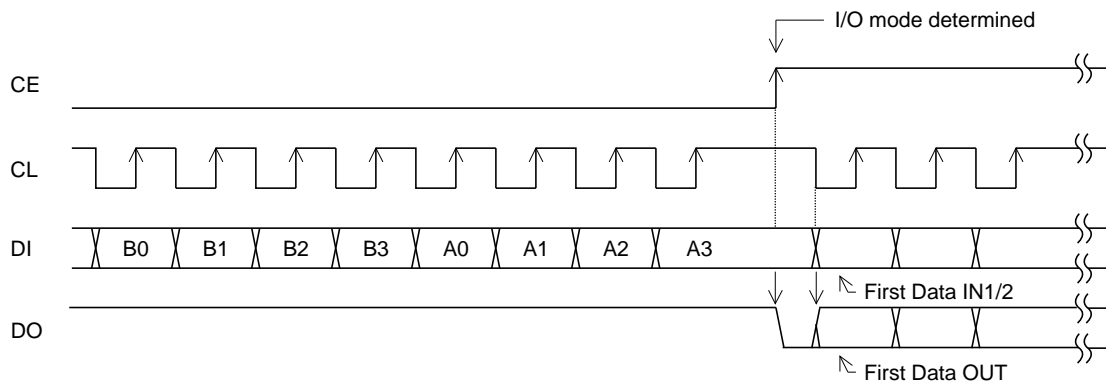 I/O mode determined
CE
CL
DI
B0 B1 B2 B3 A0 A1 A2 A3
First Data IN1/2
DO
First Data OUT